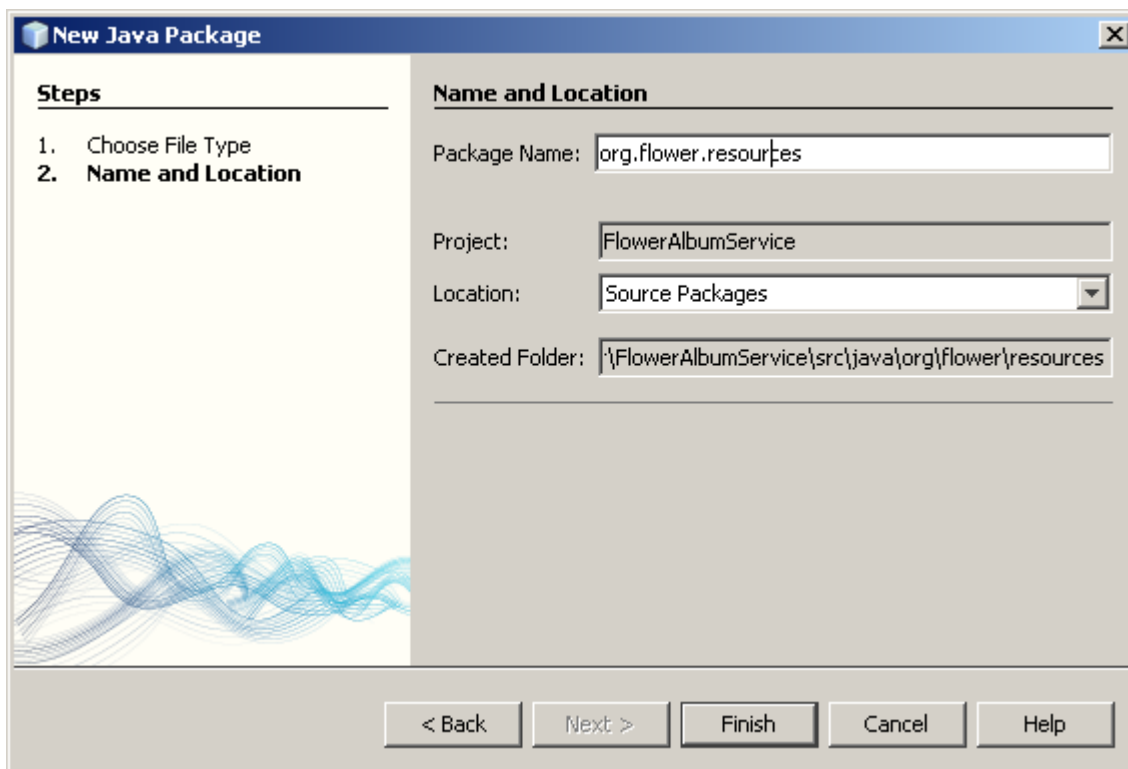 New Java Package
Steps
1. Choose File Type
2. Name and Location
Name and Location
Package Name: org.flower.resources
Project: FlowerAlbumService
Location: Source Packages
Created Folder: \FlowerAlbumService\src\java\org\flower\resources
< Back Next > Finish Cancel Help